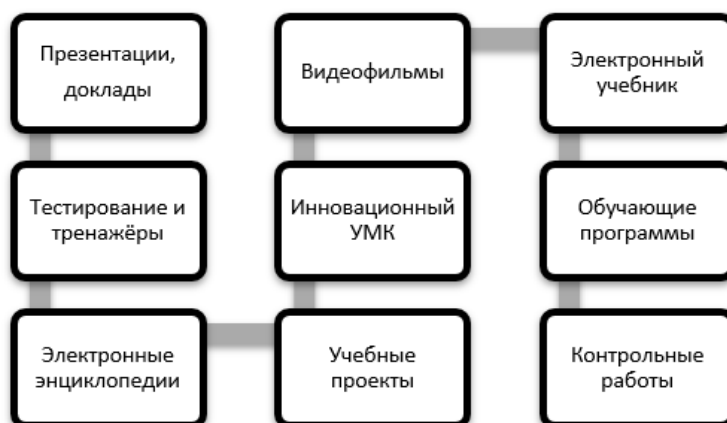 Презентации,
доклады
Тестирование и
тренажёры
Электронные
энциклопедии
Учебные
проекты
Инновационный
УМК
Видеофильмы
Электронный
учебник
Обучающие
программы
Контрольные
работы